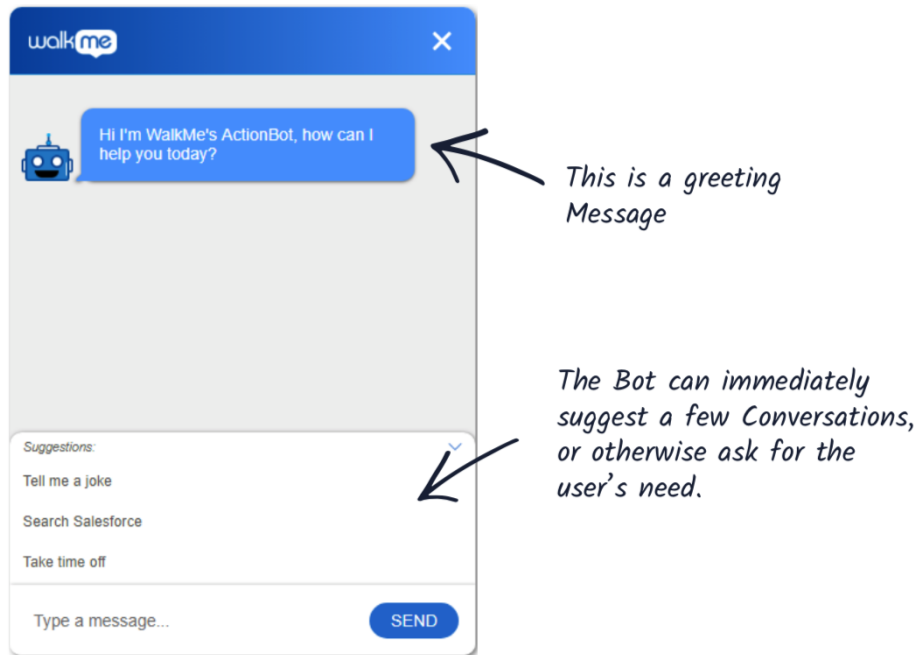 walkme
Hi I'm WalkMe's ActionBot, how can I
help you today?
This is a greeting
Message
The Bot can immediately
suggest a few Conversations,
or otherwise ask for the
user's need.
Suggestions:
Tell me a joke
Search Salesforce
Take time off
Type a message...
SEND